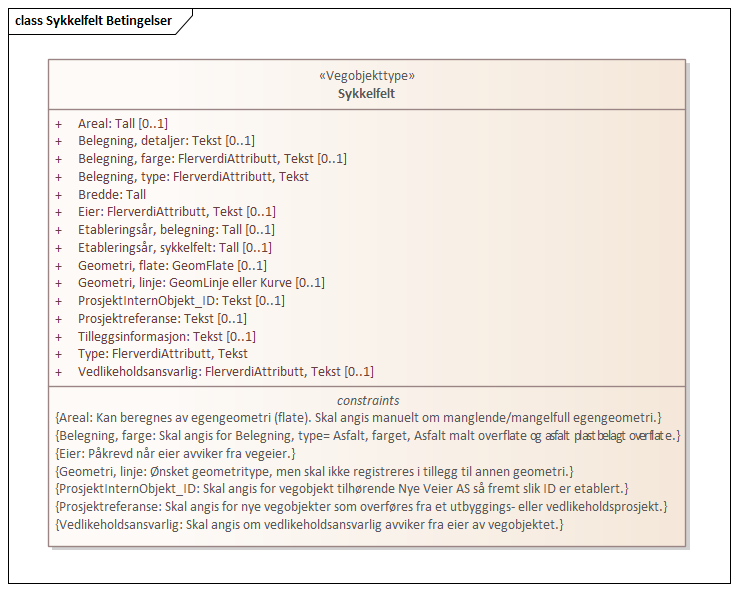 class Sykkelfelt Betingelser
«Vegobjekttype»
Sykkelfelt
+ Areal: Tall [0..1]
+ Belegning, detaljer: Tekst [0..1]
+ Belegning, farge: FlerverdiAttributt, Tekst [0..1]
+ Belegning, type: FlerverdiAttributt, Tekst
+ Bredde: Tall
+ Eier: FlerverdiAttributt, Tekst [0..1]
+ Etableringsår, belegning: Tall [0..1]
+ Etableringsår, sykkelfelt: Tall [0..1]
+ Geometri, flate: GeomFlate [0..1]
+ Geometri, linje: GeomLinje eller Kurve [0..1]
+ ProsjektInternObjekt_ID: Tekst [0..1]
+ Prosjektreferanse: Tekst [0..1]
+ Tilleggsinformasjon: Tekst [0..1]
+ Type: FlerverdiAttributt, Tekst
+ Vedlikeholdsansvarlig: FlerverdiAttributt, Tekst [0..1]
constraints
{Areal: Kan beregnes av egengeometri (flate). Skal angis manuelt om manglende/mangelfull egengeometri.}
{Belegning, farge: Skal angis for Belegning, type= Asfalt, farget, Asfalt malt overflate og asfalt plastbelagt overflate.}
{Eier: Påkrevd når eier avviker fra vegeier.}
{Geometri, linje: Ønsket geometritype, men skal ikke registreres i tillegg til annen geometri.}
{ProsjektInternObjekt_ID: Skal angis for vegobjekt tilhørende Nye Veier AS så fremt slik ID er etablert.}
{Prosjektreferanse: Skal angis for nye vegobjekter som overføres fra et utbyggings- eller vedlikeholdsprosjekt.}
{Vedlikeholdsansvarlig: Skal angis om vedlikeholdsansvarlig avviker fra eier av vegobjektet.}